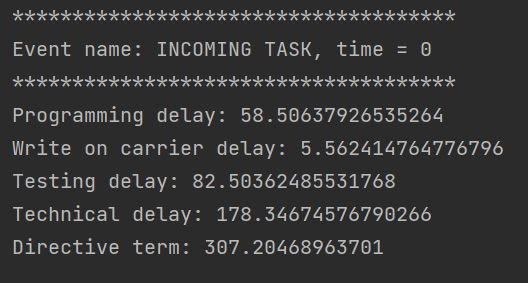 *************************************
Event name: INCOMING TASK, time = 0
*************************************
Programming delay: 58.50637926535264
Write on carrier delay: 5.562414764776796
Testing delay: 82.50362485531768
Technical delay: 178.34674576790266
Directive term: 307.20468963701